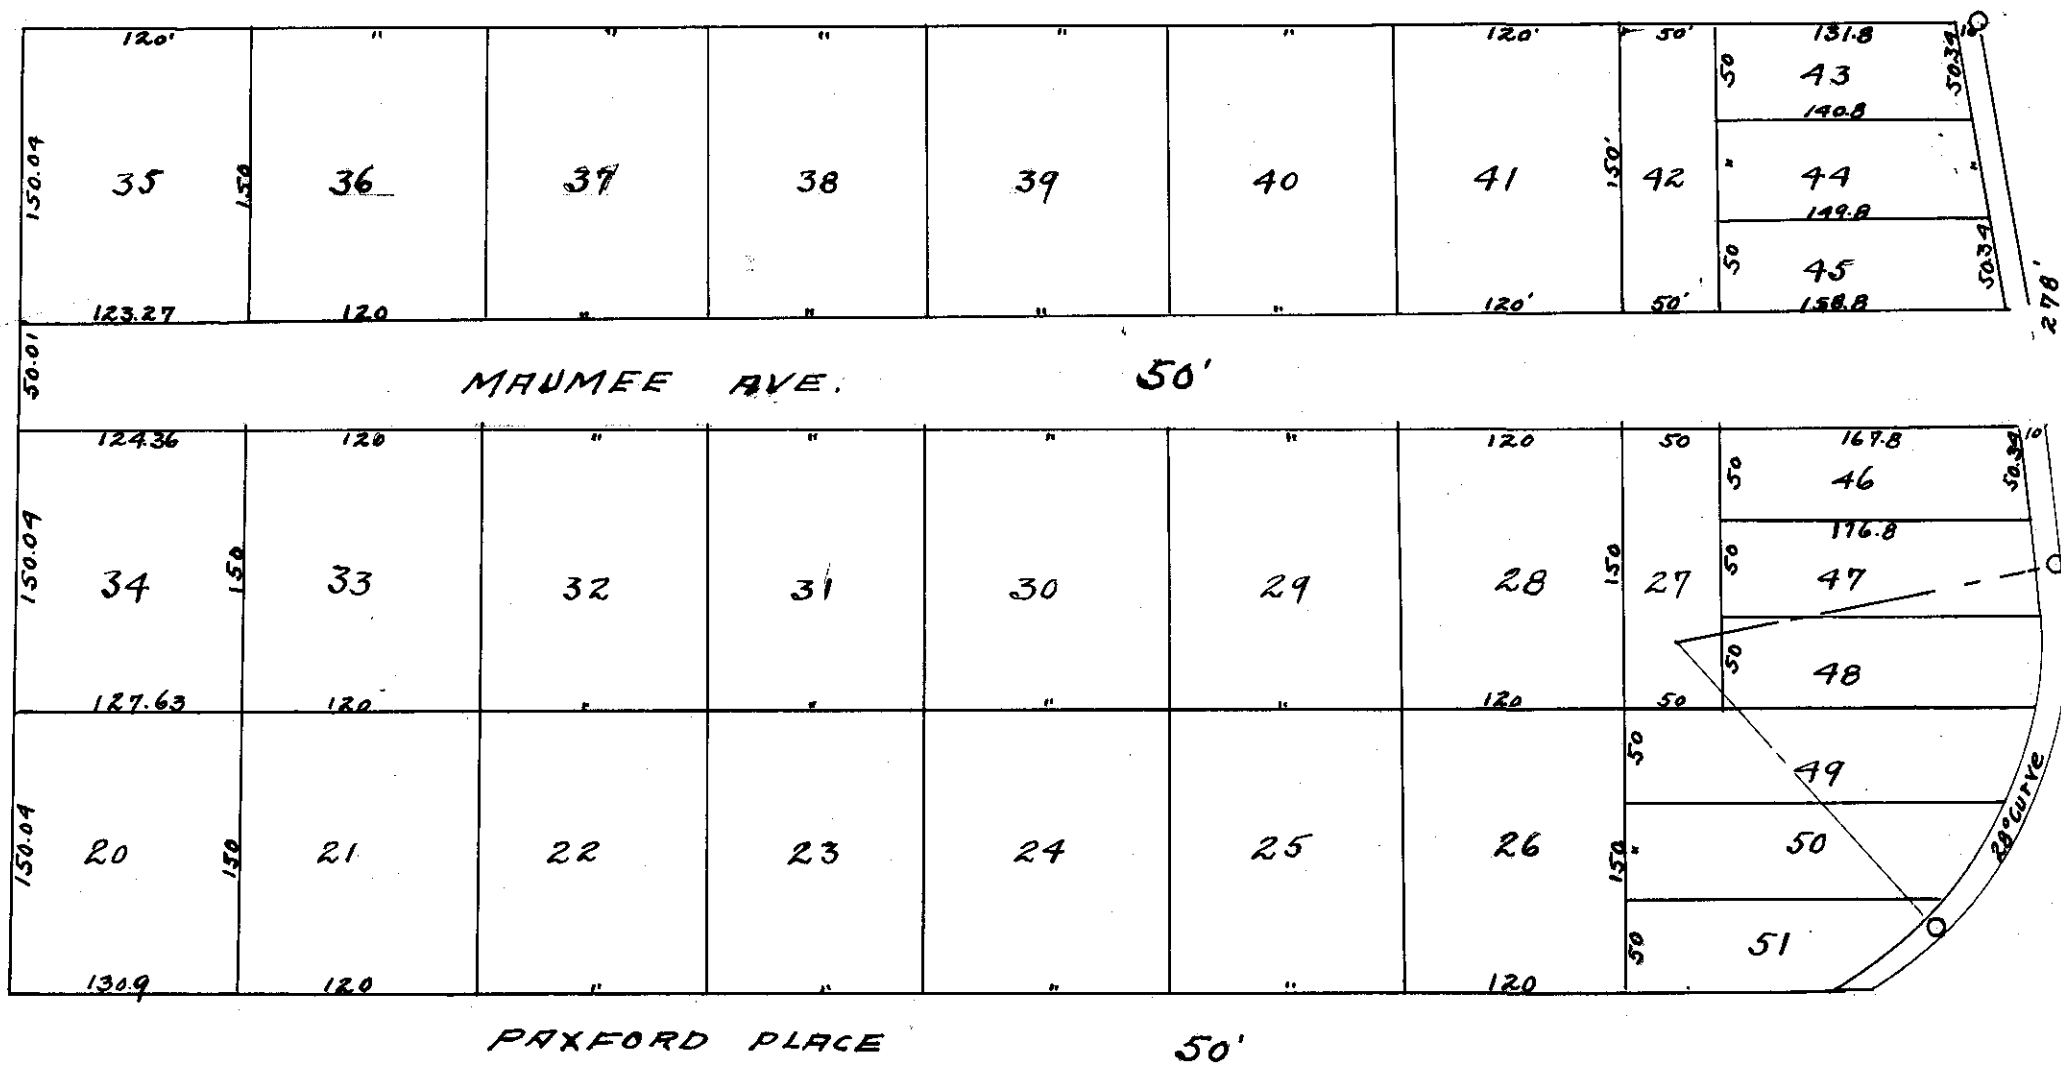 120' " " " " " 120' 50' 131.8 10
50 43 50.34
140.8
150.04 35 150 36 37 38 39 40 41 150' 42 " 44 "
149.8
50 45 50.34
123.27 120 " " " " 120' 50' 158.8
278'
50.01 MAUMEE AVE. 50'
124.36 120 " " " " 120 50 167.8 10
50 46 50.34
176.8
150.04 34 150 33 32 31 30 29 28 150 27 50 47
50 48
127.63 120 " " " " 120 50
50 49
28° curve
150.04 20 150 21 22 23 24 25 26 150 " 50
50 51
130.9 120 " " " " 120
PAXFORD PLACE 50'